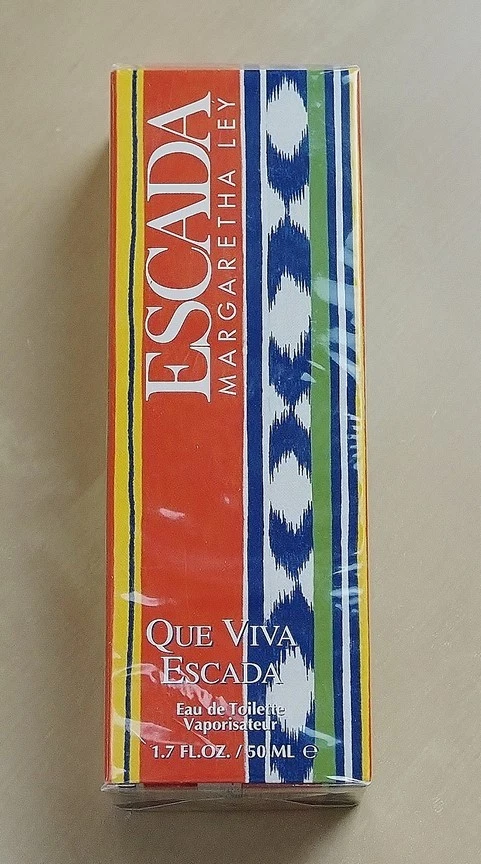 ESCADA
MARGARETHA LEY
QUE VIVA
ESCADA
Eau de Toilette
Vaporisateur
1.7 FL.OZ. / 50 ML ℮